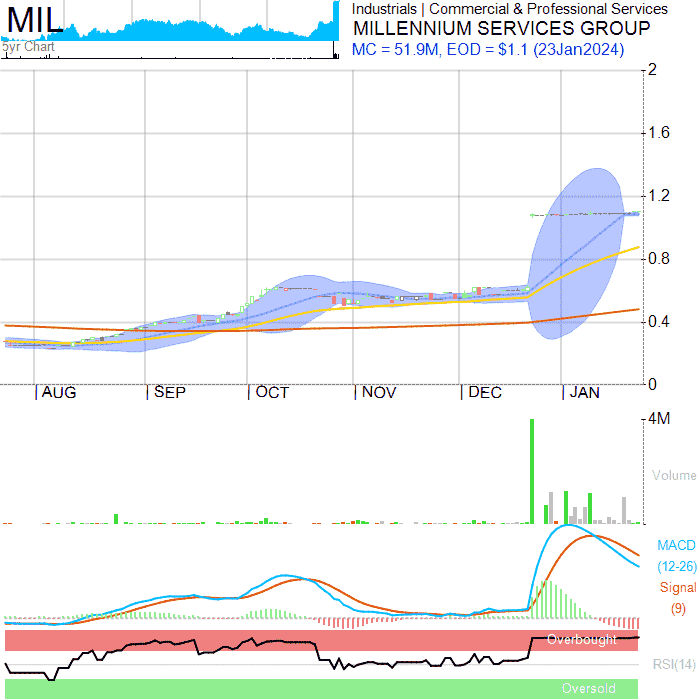 MIL
5yr Chart
Industrials | Commercial & Professional Services
MILLENNIUM SERVICES GROUP
MC = 51.9M, EOD = $1.1 (23Jan2024)
2
1.6
1.2
0.8
0.4
0
AUG SEP OCT NOV DEC JAN
4M
Volume
MACD
(12-26)
Signal
(9)
Overbought
RSI(14)
Oversold